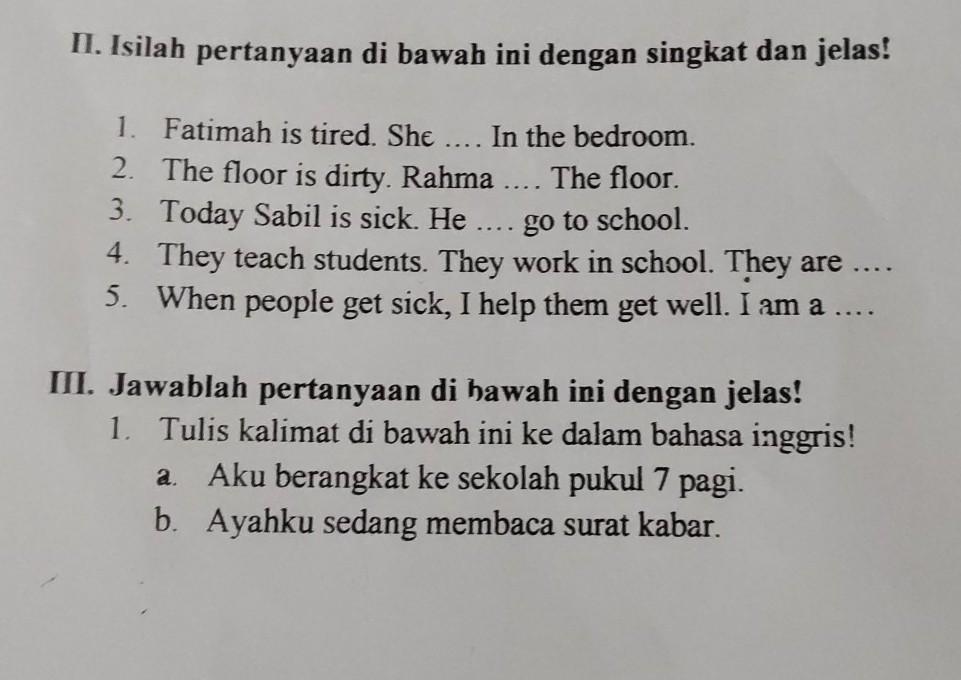 II. Isilah pertanyaan di bawah ini dengan singkat dan jelas!
1. Fatimah is tired. She .... In the bedroom.
2. The floor is dirty. Rahma .... The floor.
3. Today Sabil is sick. He .... go to school.
4. They teach students. They work in school. They are ....
5. When people get sick, I help them get well. I am a ....
III. Jawablah pertanyaan di bawah ini dengan jelas!
1. Tulis kalimat di bawah ini ke dalam bahasa inggris!
a. Aku berangkat ke sekolah pukul 7 pagi.
b. Ayahku sedang membaca surat kabar.